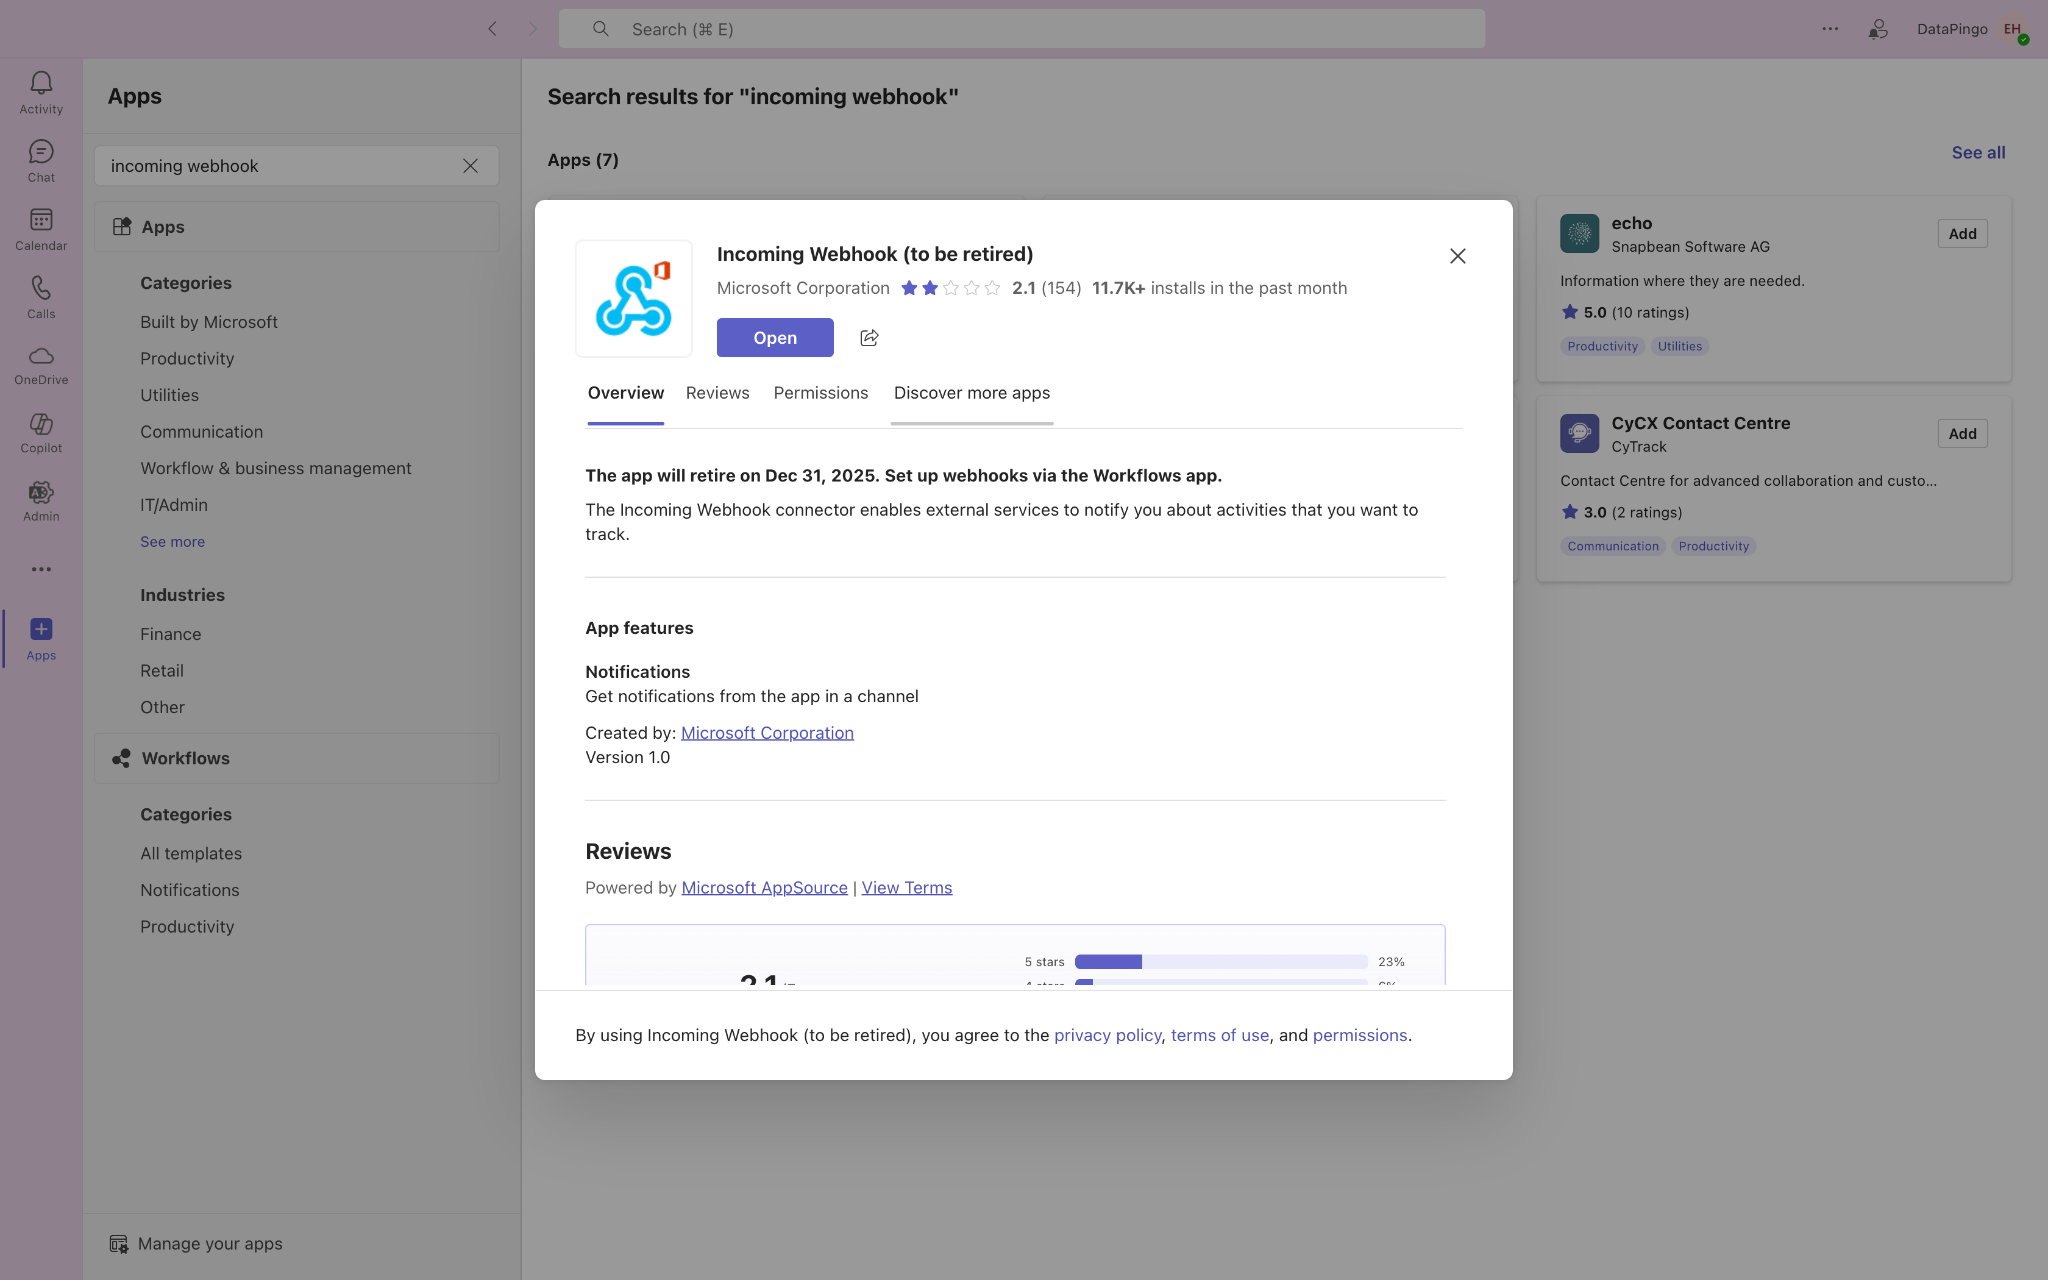 Search (⌘ E)
DataPingo
EH
Activity
Chat
Calendar
Calls
OneDrive
Copilot
Admin
Apps
Apps
incoming webhook
Apps
Categories
Built by Microsoft
Productivity
Utilities
Communication
Workflow & business management
IT/Admin
See more
Industries
Finance
Retail
Other
Workflows
Categories
All templates
Notifications
Productivity
Manage your apps
Search results for "incoming webhook"
Apps (7)
See all
echo
Snapbean Software AG
Add
Information where they are needed.
5.0 (10 ratings)
Productivity Utilities
CyCX Contact Centre
CyTrack
Add
Contact Centre for advanced collaboration and custo...
3.0 (2 ratings)
Communication Productivity
Incoming Webhook (to be retired)
Microsoft Corporation 2.1 (154) 11.7K+ installs in the past month
Open
Overview Reviews Permissions Discover more apps
The app will retire on Dec 31, 2025. Set up webhooks via the Workflows app.
The Incoming Webhook connector enables external services to notify you about activities that you want to
track.
App features
Notifications
Get notifications from the app in a channel
Created by: Microsoft Corporation
Version 1.0
Reviews
Powered by Microsoft AppSource | View Terms
5 stars 23%
2.1
4 stars 6%
By using Incoming Webhook (to be retired), you agree to the privacy policy, terms of use, and permissions.